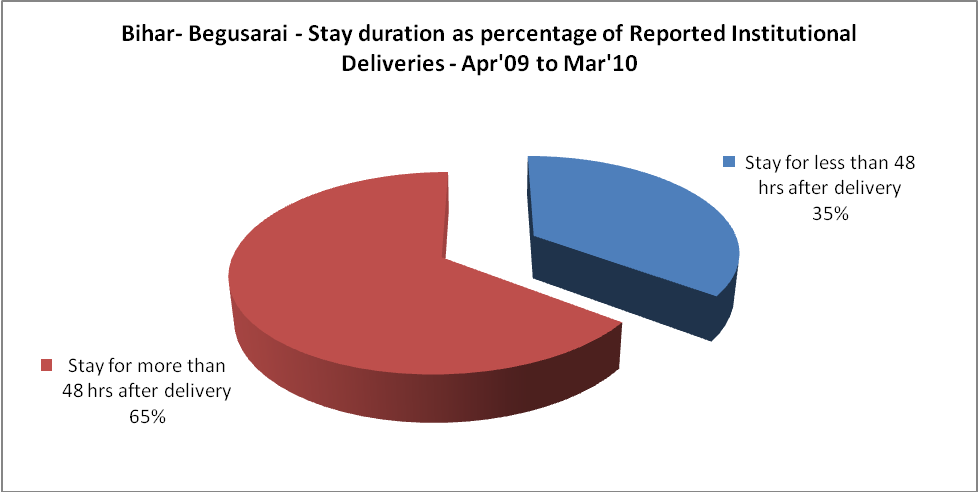 Bihar- Begusarai - Stay duration as percentage of Reported Institutional
Deliveries - Apr'09 to Mar'10
Stay for less than 48
hrs after delivery
35%
Stay for more than
48 hrs after delivery
65%